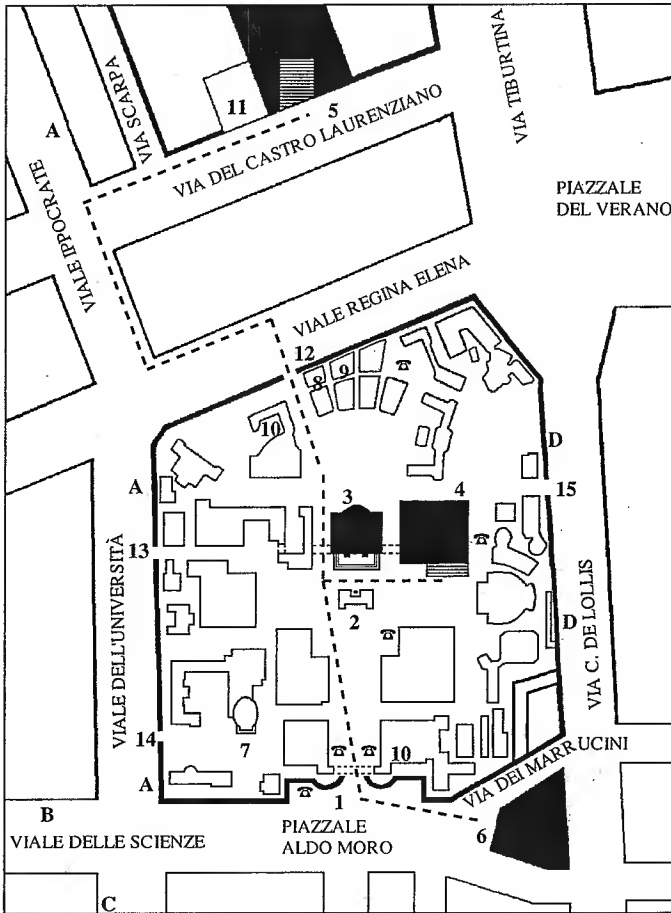 VIA TIBURTINA
VIA SCARPA
11
5
A
VIA DEL CASTRO LAURENZIANO
PIAZZALE
DEL VERANO
VIALE IPPOCRATE
VIALE REGINA ELENA
12
8
9
10
D
A
3
4
15
13
2
VIALE DELL'UNIVERSITÀ
D
VIA C. DE LOLLIS
14
7
10
VIA DEI MARRUCINI
A
1
B
6
VIALE DELLE SCIENZE
PIAZZALE
ALDO MORO
C